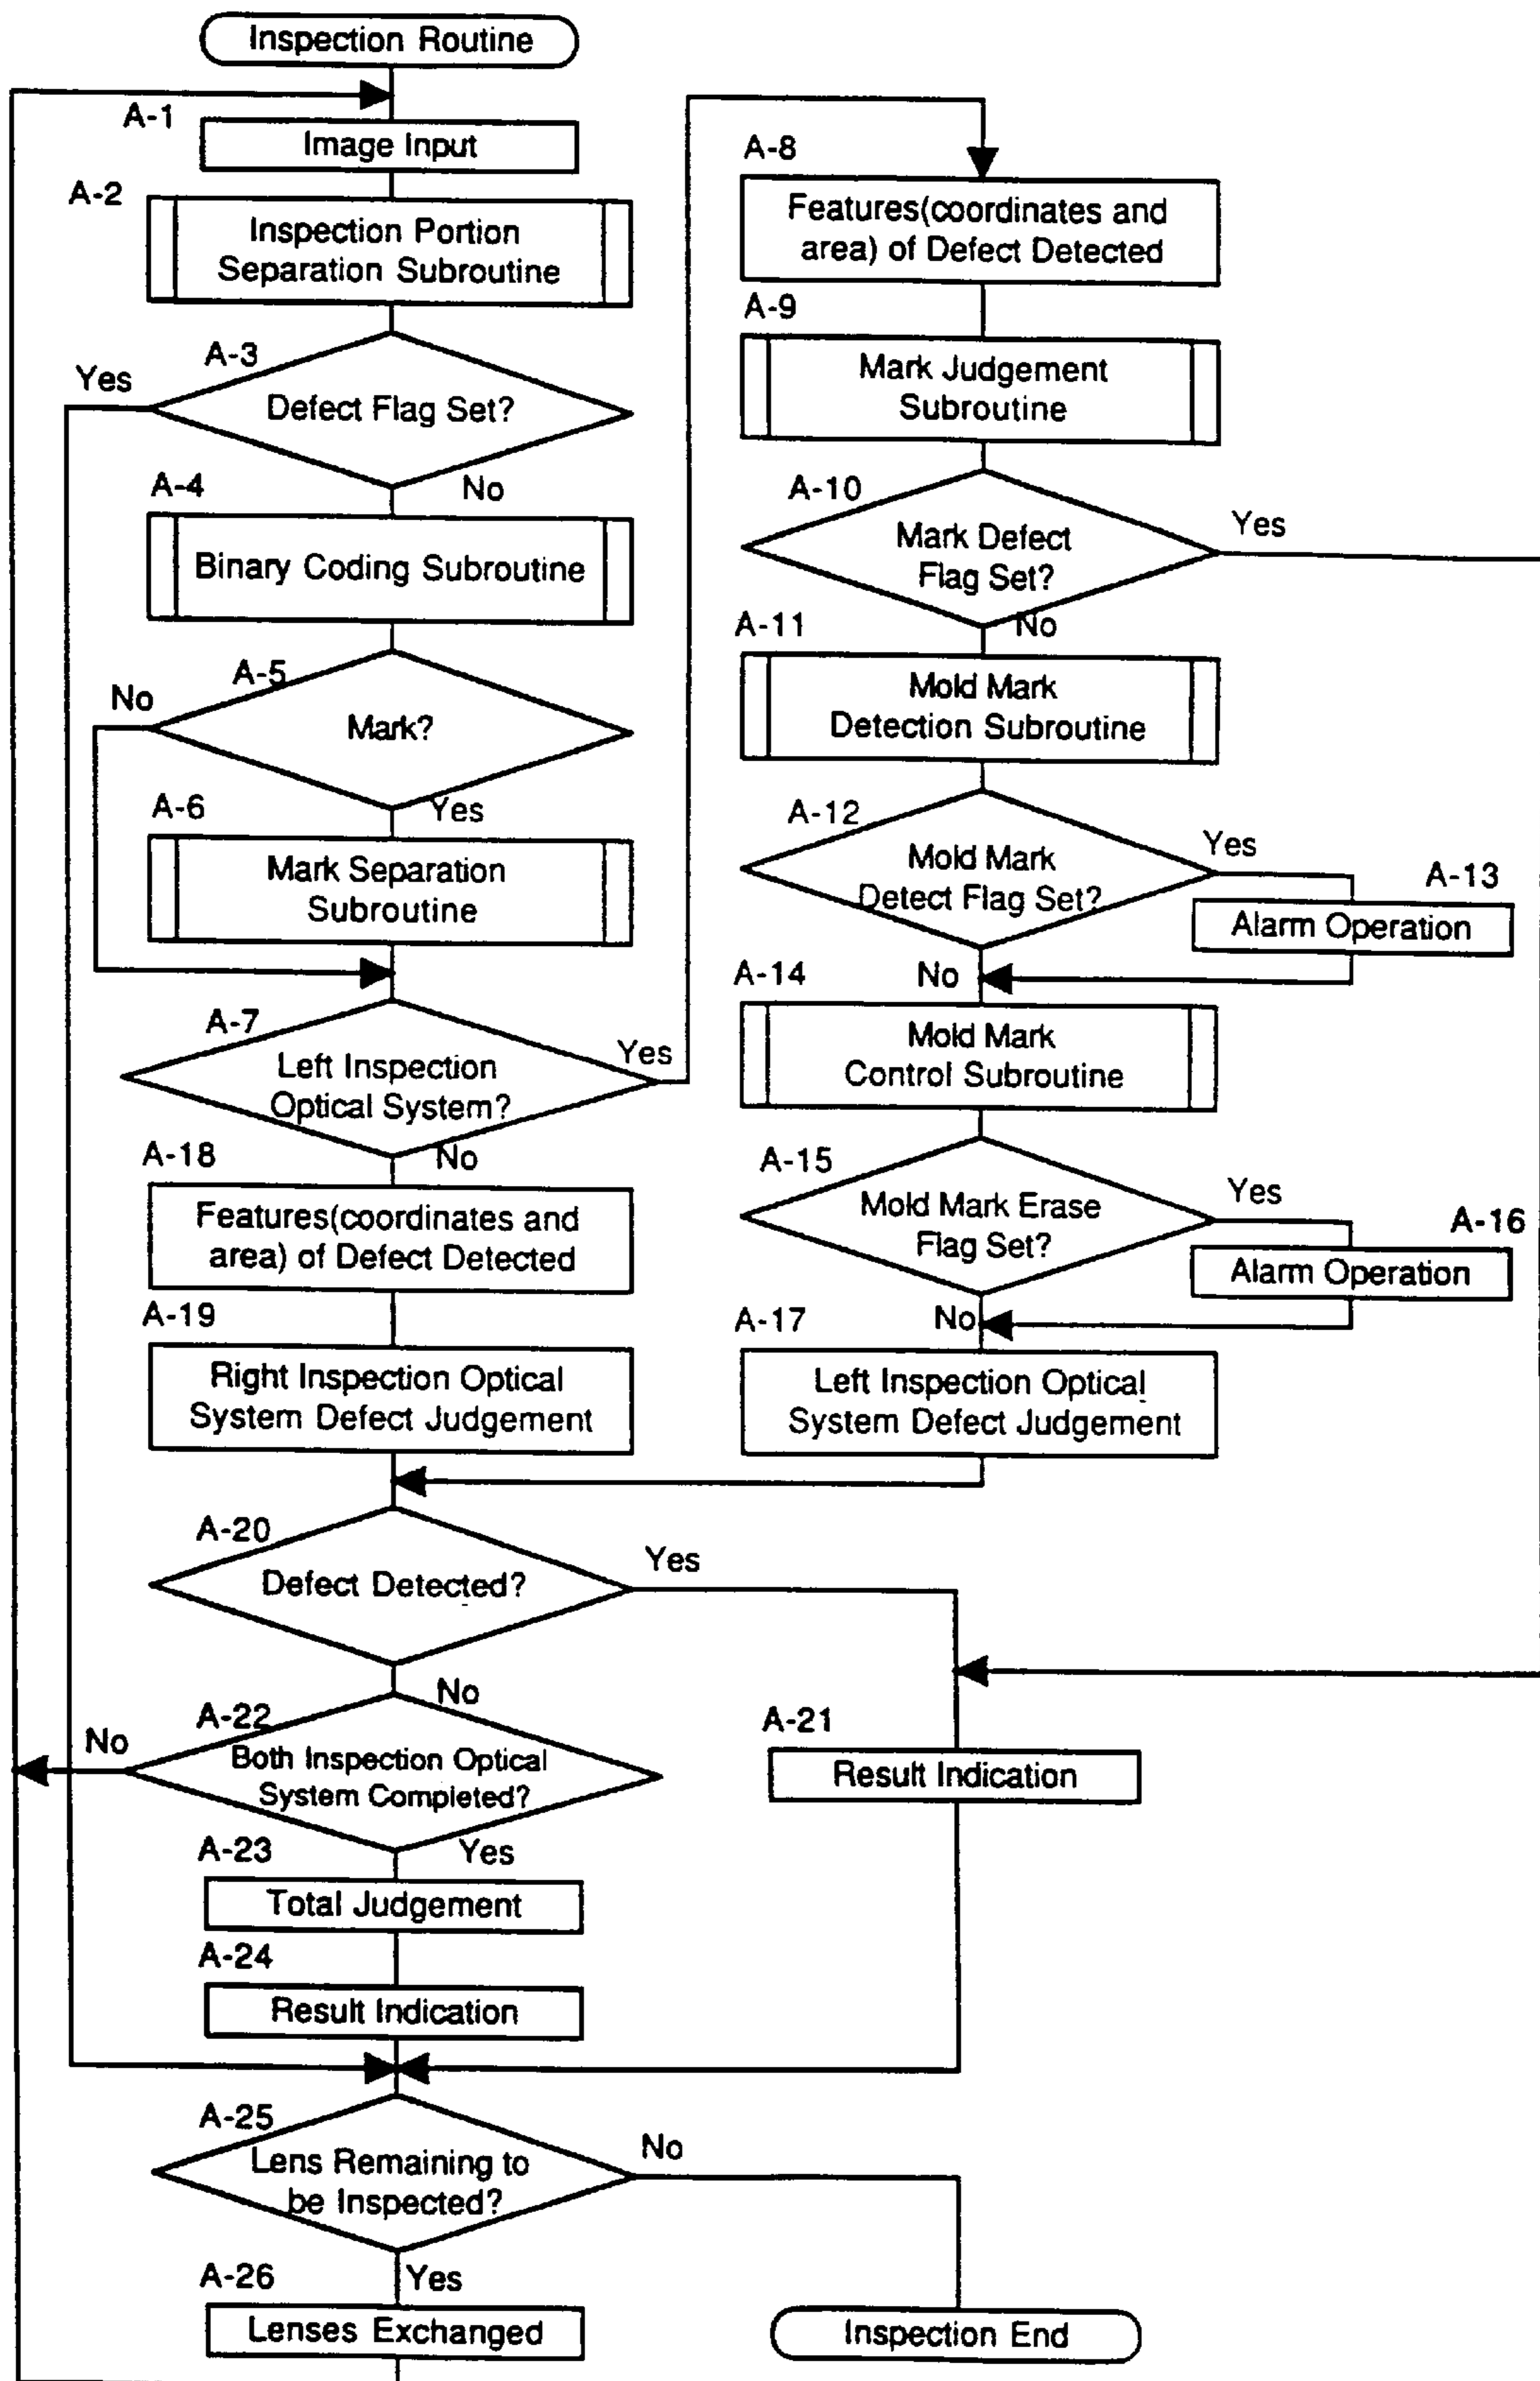 Inspection Routine
A-1
Image Input
A-2
Inspection Portion
Separation Subroutine
A-3
Yes
Defect Flag Set?
No
A-4
Binary Coding Subroutine
A-5
No
Mark?
Yes
A-6
Mark Separation
Subroutine
A-7
Yes
Left Inspection
Optical System?
No
A-8
Features(coordinates and
area) of Defect Detected
A-9
Mark Judgement
Subroutine
A-10
Yes
Mark Defect
Flag Set?
No
A-11
Mold Mark
Detection Subroutine
A-12
Yes
Mold Mark
Detect Flag Set?
A-13
Alarm Operation
No
A-14
Mold Mark
Control Subroutine
A-15
Yes
Mold Mark Erase
Flag Set?
A-16
Alarm Operation
No
A-17
Left Inspection Optical
System Defect Judgement
A-18
Features(coordinates and
area) of Defect Detected
A-19
Right Inspection Optical
System Defect Judgement
A-20
Yes
Defect Detected?
No
A-21
Result Indication
A-22
No
Both Inspection Optical
System Completed?
Yes
A-23
Total Judgement
A-24
Result Indication
A-25
No
Lens Remaining to
be Inspected?
Yes
A-26
Lenses Exchanged
Inspection End